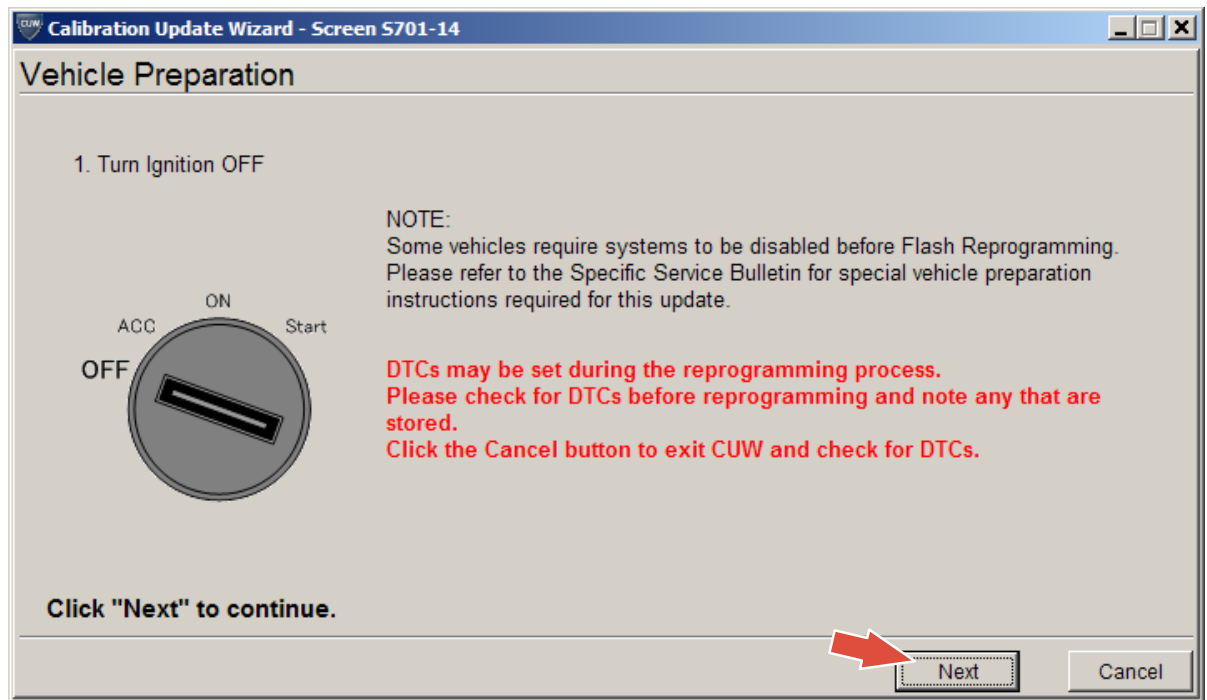 CUW
Calibration Update Wizard - Screen S701-14
Vehicle Preparation
1. Turn Ignition OFF
NOTE:
Some vehicles require systems to be disabled before Flash Reprogramming.
Please refer to the Specific Service Bulletin for special vehicle preparation
instructions required for this update.
ON
ACC
Start
OFF
DTCs may be set during the reprogramming process.
Please check for DTCs before reprogramming and note any that are
stored.
Click the Cancel button to exit CUW and check for DTCs.
Click "Next" to continue.
Next
Cancel